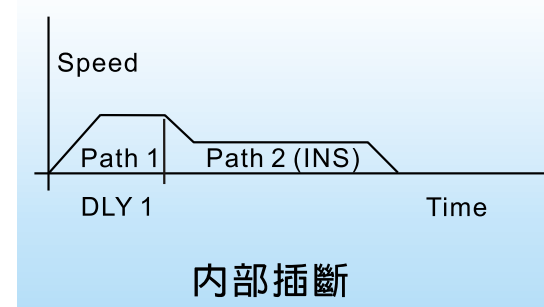 Speed
Path 1 Path 2 (INS)
DLY 1 Time
內部插斷